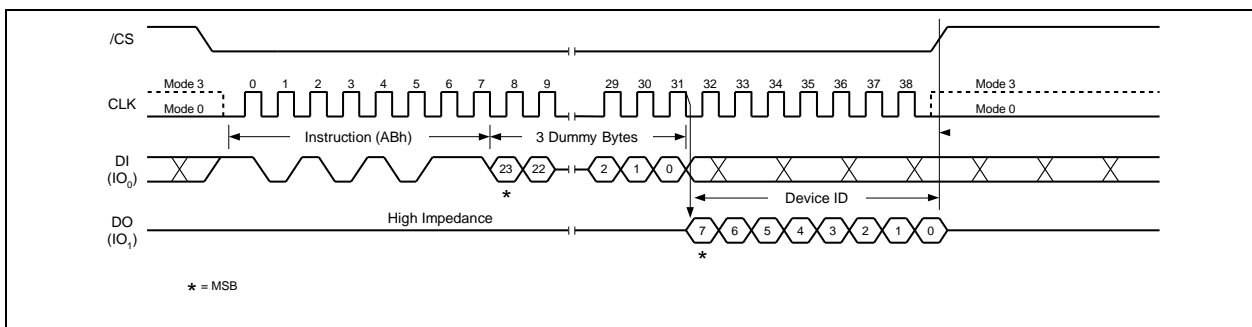 /CS
Mode 3 0 1 2 3 4 5 6 7 8 9 29 30 31 32 33 34 35 36 37 38 Mode 3
CLK
Mode 0 Mode 0
Instruction (ABh) 3 Dummy Bytes
DI
(IO0) 23 22 2 1 0
* Device ID
High Impedance
DO
(IO1) 7 6 5 4 3 2 1 0
*
* = MSB